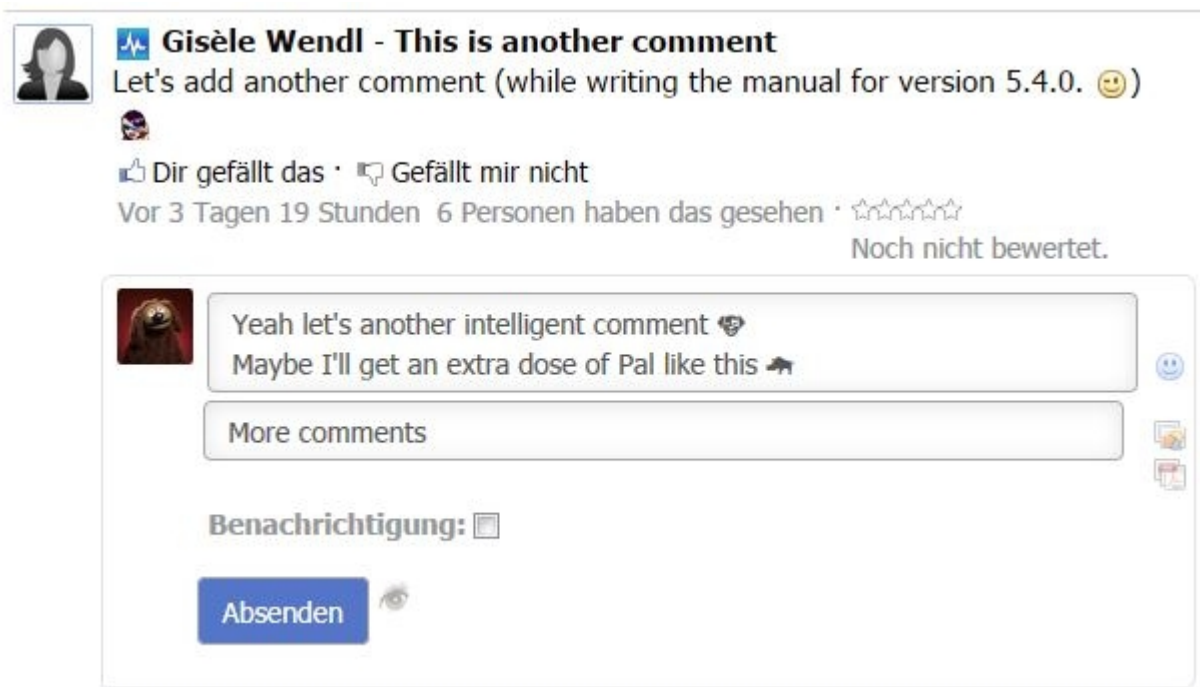 Gisèle Wendl - This is another comment
Let's add another comment (while writing the manual for version 5.4.0. )
Dir gefällt das · Gefällt mir nicht
Vor 3 Tagen 19 Stunden 6 Personen haben das gesehen ·
Noch nicht bewertet.
Yeah let's another intelligent comment
Maybe I'll get an extra dose of Pal like this
More comments
Benachrichtigung:
Absenden